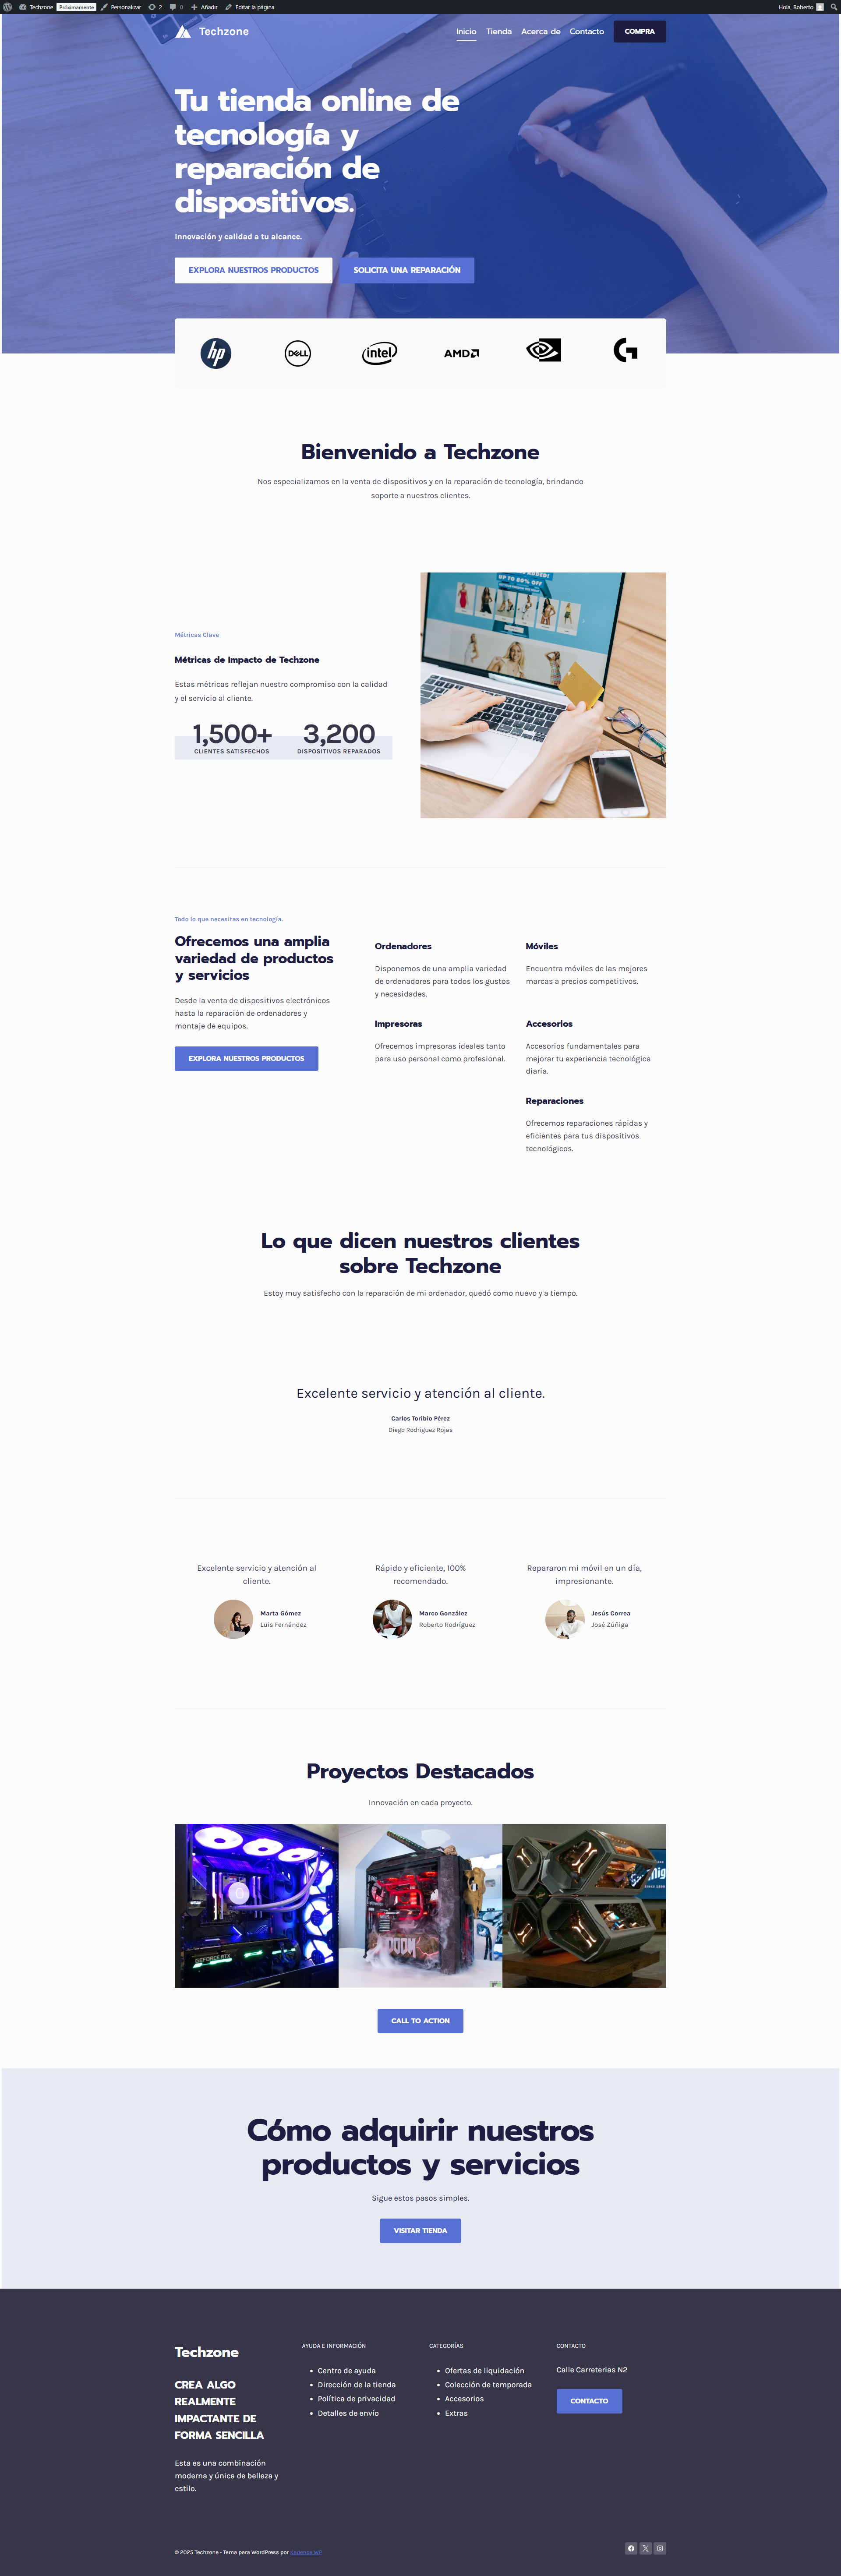 Techzone Próximamente Personalizar 2 0 Añadir Editar la página Hola, Roberto
Techzone
Inicio Tienda Acerca de Contacto COMPRA
Tu tienda online de
tecnología y
reparación de
dispositivos.
Innovación y calidad a tu alcance.
EXPLORA NUESTROS PRODUCTOS SOLICITA UNA REPARACIÓN
hp DELL intel AMD
Bienvenido a Techzone
Nos especializamos en la venta de dispositivos y en la reparación de tecnología, brindando
soporte a nuestros clientes.
UP TO 80% OFF
Métricas Clave
Métricas de Impacto de Techzone
Estas métricas reflejan nuestro compromiso con la calidad
y el servicio al cliente.
1,500+ 3,200
CLIENTES SATISFECHOS DISPOSITIVOS REPARADOS
Todo lo que necesitas en tecnología.
Ofrecemos una amplia
variedad de productos
y servicios
Desde la venta de dispositivos electrónicos
hasta la reparación de ordenadores y
montaje de equipos.
EXPLORA NUESTROS PRODUCTOS
Ordenadores
Disponemos de una amplia variedad
de ordenadores para todos los gustos
y necesidades.
Móviles
Encuentra móviles de las mejores
marcas a precios competitivos.
Impresoras
Ofrecemos impresoras ideales tanto
para uso personal como profesional.
Accesorios
Accesorios fundamentales para
mejorar tu experiencia tecnológica
diaria.
Reparaciones
Ofrecemos reparaciones rápidas y
eficientes para tus dispositivos
tecnológicos.
Lo que dicen nuestros clientes
sobre Techzone
Estoy muy satisfecho con la reparación de mi ordenador, quedó como nuevo y a tiempo.
Excelente servicio y atención al cliente.
Carlos Toribio Pérez
Diego Rodríguez Rojas
Excelente servicio y atención al
cliente.
Marta Gómez
Luis Fernández
Rápido y eficiente, 100%
recomendado.
Marco González
Roberto Rodríguez
Repararon mi móvil en un día,
impresionante.
Jesús Correa
José Zúñiga
Proyectos Destacados
Innovación en cada proyecto.
GEFORCE RTX
DOOM
CALL TO ACTION
Cómo adquirir nuestros
productos y servicios
Sigue estos pasos simples.
VISITAR TIENDA
Techzone
CREA ALGO
REALMENTE
IMPACTANTE DE
FORMA SENCILLA
Esta es una combinación
moderna y única de belleza y
estilo.
AYUDA E INFORMACIÓN
Centro de ayuda
Dirección de la tienda
Política de privacidad
Detalles de envío
CATEGORÍAS
Ofertas de liquidación
Colección de temporada
Accesorios
Extras
CONTACTO
Calle Carreterias N2
CONTACTO
© 2025 Techzone - Tema para WordPress por Kadence WP